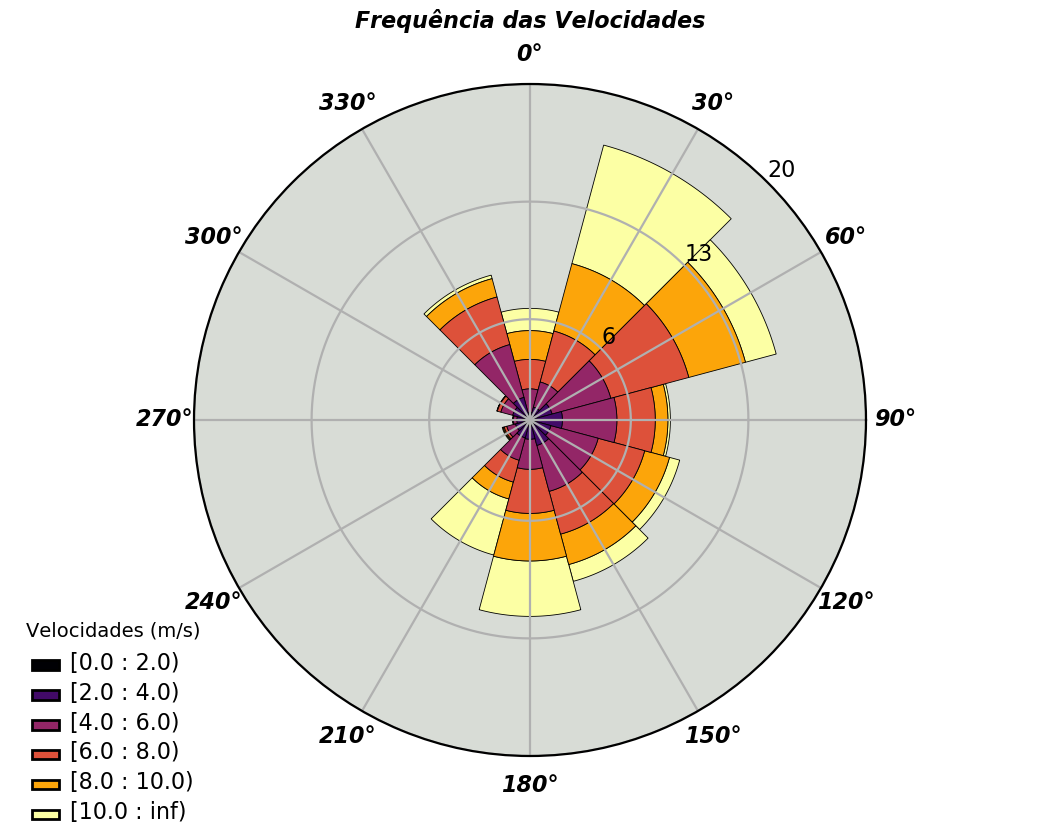 Frequência das Velocidades
0°
330°
30°
20
300°
60°
13
6
270°
90°
240°
120°
210°
150°
180°
Velocidades (m/s)
[0.0 : 2.0)
[2.0 : 4.0)
[4.0 : 6.0)
[6.0 : 8.0)
[8.0 : 10.0)
[10.0 : inf)